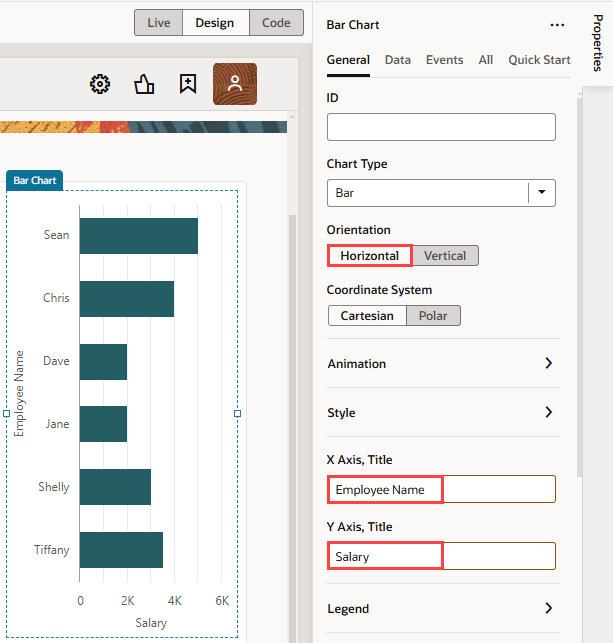 Live Design Code
Bar Chart ...
Properties
General Data Events All Quick Start
ID
Chart Type
Bar
Bar Chart
Orientation
Horizontal Vertical
Coordinate System
Cartesian Polar
Animation
Style
X Axis, Title
Employee Name
Y Axis, Title
Salary
Legend
Employee Name
Sean
Chris
Dave
Jane
Shelly
Tiffany
0 2K 4K 6K
Salary